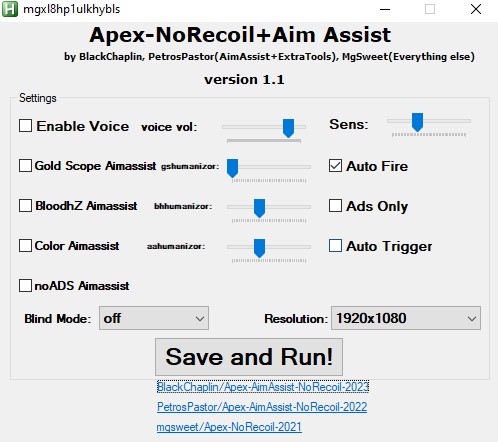 mgxl8hp1ulkhybls
Apex-NoRecoil+Aim Assist
by BlackChaplin, PetrosPastor(AimAssist+ExtraTools), MgSweet(Everything else)
version 1.1
Settings
Enable Voice voice vol: Sens:
Gold Scope Aimassist gshumanizor: Auto Fire
BloodhZ Aimassist bhhumanizor: Ads Only
Color Aimassist aahumanizor: Auto Trigger
noADS Aimassist
Blind Mode: off Resolution: 1920x1080
Save and Run!
BlackChaplin/Apex-AimAssist-NoRecoil-2023
PetrosPastor/Apex-AimAssist-NoRecoil-2022
mgsweet/Apex-NoRecoil-2021